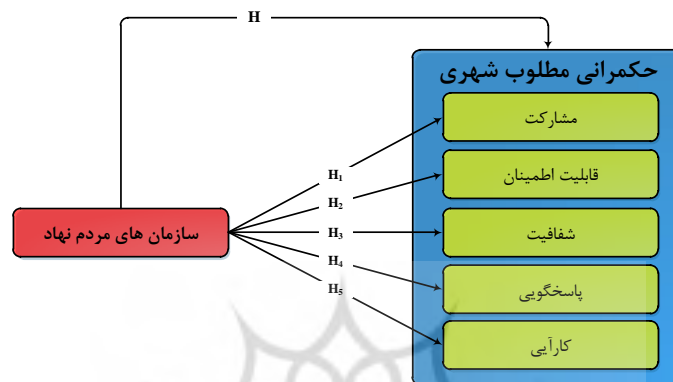 H
حکمرانی مطلوب شهری
مشارکت
H₁
قابلیت اطمینان
H₂
سازمان های مردم نهاد
H₃
شفافیت
H₄
پاسخگویی
H₅
کارآیی